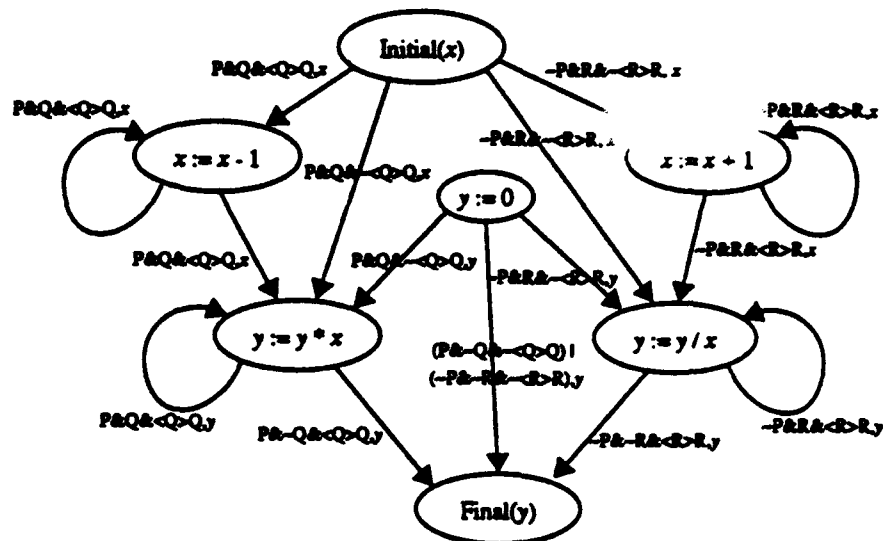 Initial(x)
P&Q&<Q>Q,x
~P&R&~<R>R, x
P&Q&<Q>Q,x
~P&R&<R>R,x
~P&R&~<R>R, x
x := x - 1
x := x + 1
P&Q&~<Q>Q,x
y := 0
P&Q&<Q>Q,x
P&Q&~<Q>Q,y
~P&R&~<R>R,y
~P&R&<R>R,x
y := y * x
y := y / x
(P&~Q&~<Q>Q) |
(~P&~R&~<R>R),y
P&Q&<Q>Q,y
P&~Q&<Q>Q,y
~P&~R&<R>R,y
~P&R&<R>R,y
Final(y)